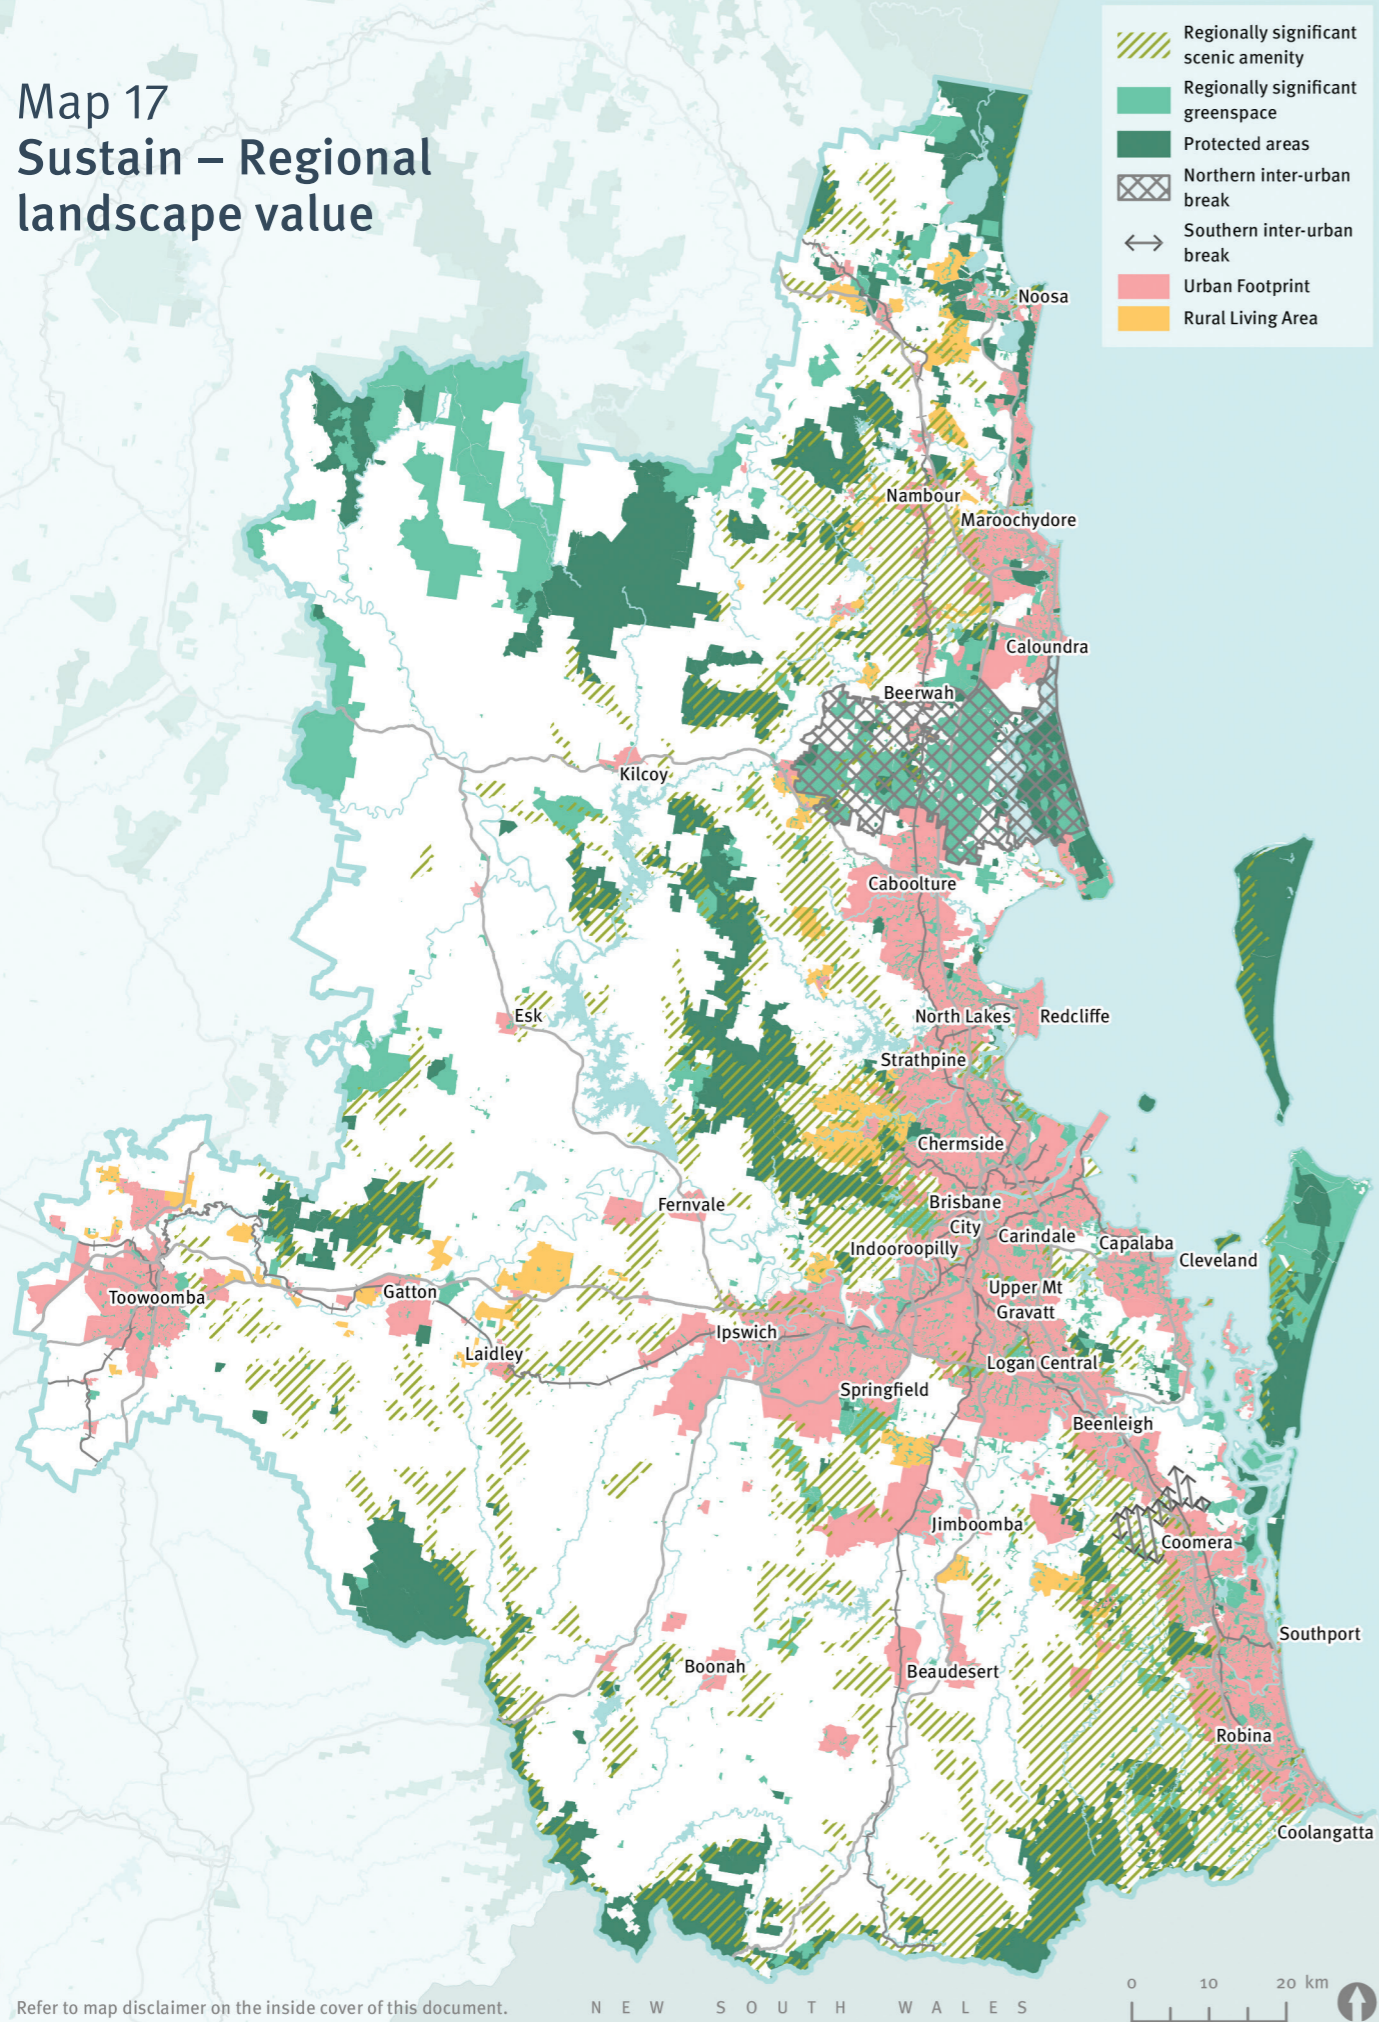 Map 17
Sustain – Regional
landscape value
Regionally significant
scenic amenity
Regionally significant
greenspace
Protected areas
Northern inter-urban
break
Southern inter-urban
break
Urban Footprint
Rural Living Area
Noosa
Nambour
Maroochydore
Caloundra
Beerwah
Kilcoy
Caboolture
Esk
North Lakes
Redcliffe
Strathpine
Chermside
Fernvale
Brisbane
City
Carindale
Capalaba
Indooroopilly
Cleveland
Toowoomba
Gatton
Upper Mt
Gravatt
Ipswich
Laidley
Logan Central
Springfield
Beenleigh
Jimboomba
Coomera
Southport
Boonah
Beaudesert
Robina
Coolangatta
0 10 20 km
Refer to map disclaimer on the inside cover of this document.
NEW SOUTH WALES